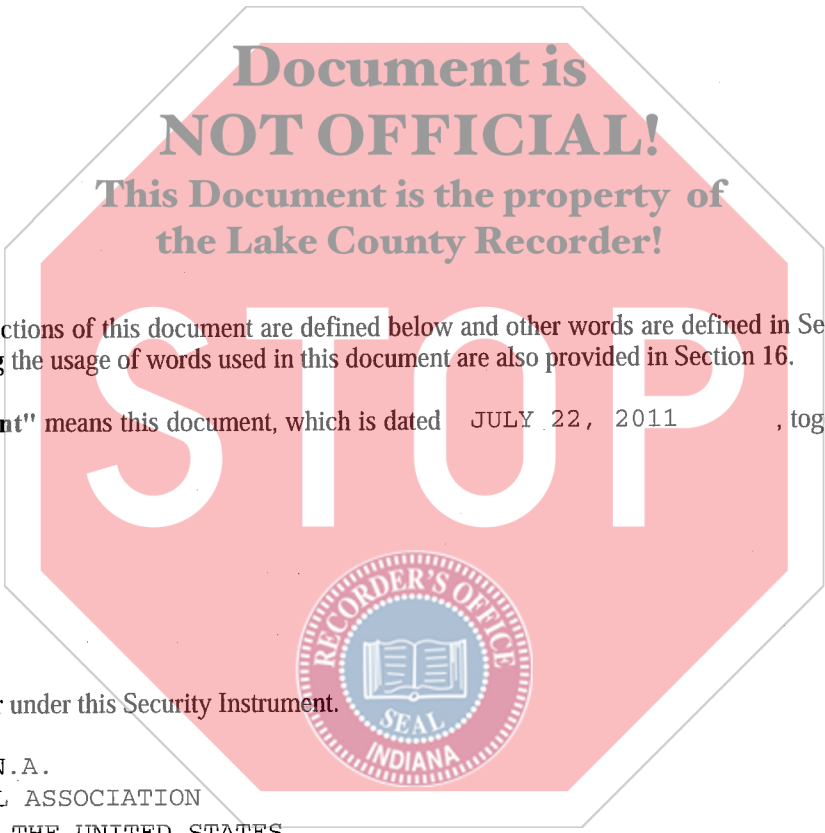 Document is
NOT OFFICIAL!
This Document is the property of
the Lake County Recorder!
ctions of this document are defined below and other words are defined in Se
the usage of words used in this document are also provided in Section 16.
nt" means this document, which is dated JULY 22, 2011 , tog
STOP
RECORDER'S OFFICE
SEAL
INDIANA
under this Security Instrument.
N.A.
ASSOCIATION
THE UNITED STATES